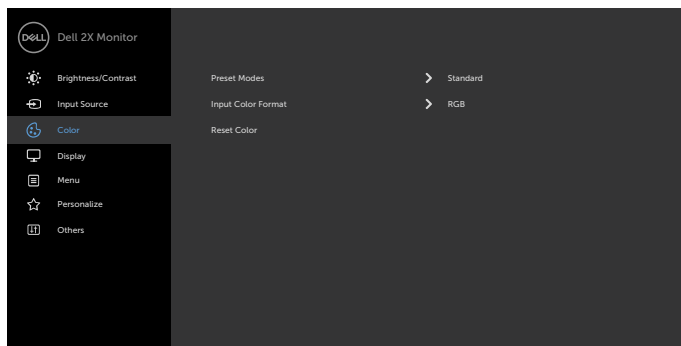 DELL Dell 2X Monitor
Brightness/Contrast Preset Modes Standard
Input Source Input Color Format RGB
Color Reset Color
Display
Menu
Personalize
Others